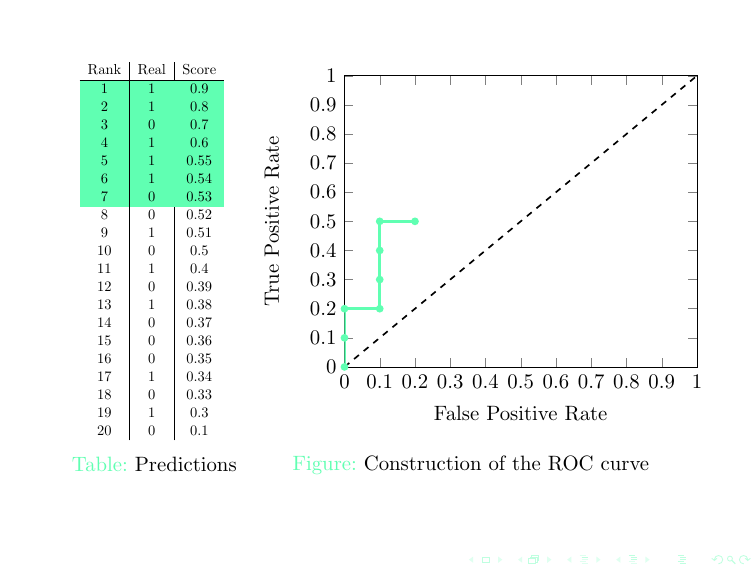 Rank Real Score
1 1 0.9
2 1 0.8
3 0 0.7
4 1 0.6
5 1 0.55
6 1 0.54
7 0 0.53
8 0 0.52
9 1 0.51
10 0 0.5
11 1 0.4
12 0 0.39
13 1 0.38
14 0 0.37
15 0 0.36
16 0 0.35
17 1 0.34
18 0 0.33
19 1 0.3
20 0 0.1
Table: Predictions
True Positive Rate
1
0.9
0.8
0.7
0.6
0.5
0.4
0.3
0.2
0.1
0
0 0.1 0.2 0.3 0.4 0.5 0.6 0.7 0.8 0.9 1
False Positive Rate
Figure: Construction of the ROC curve